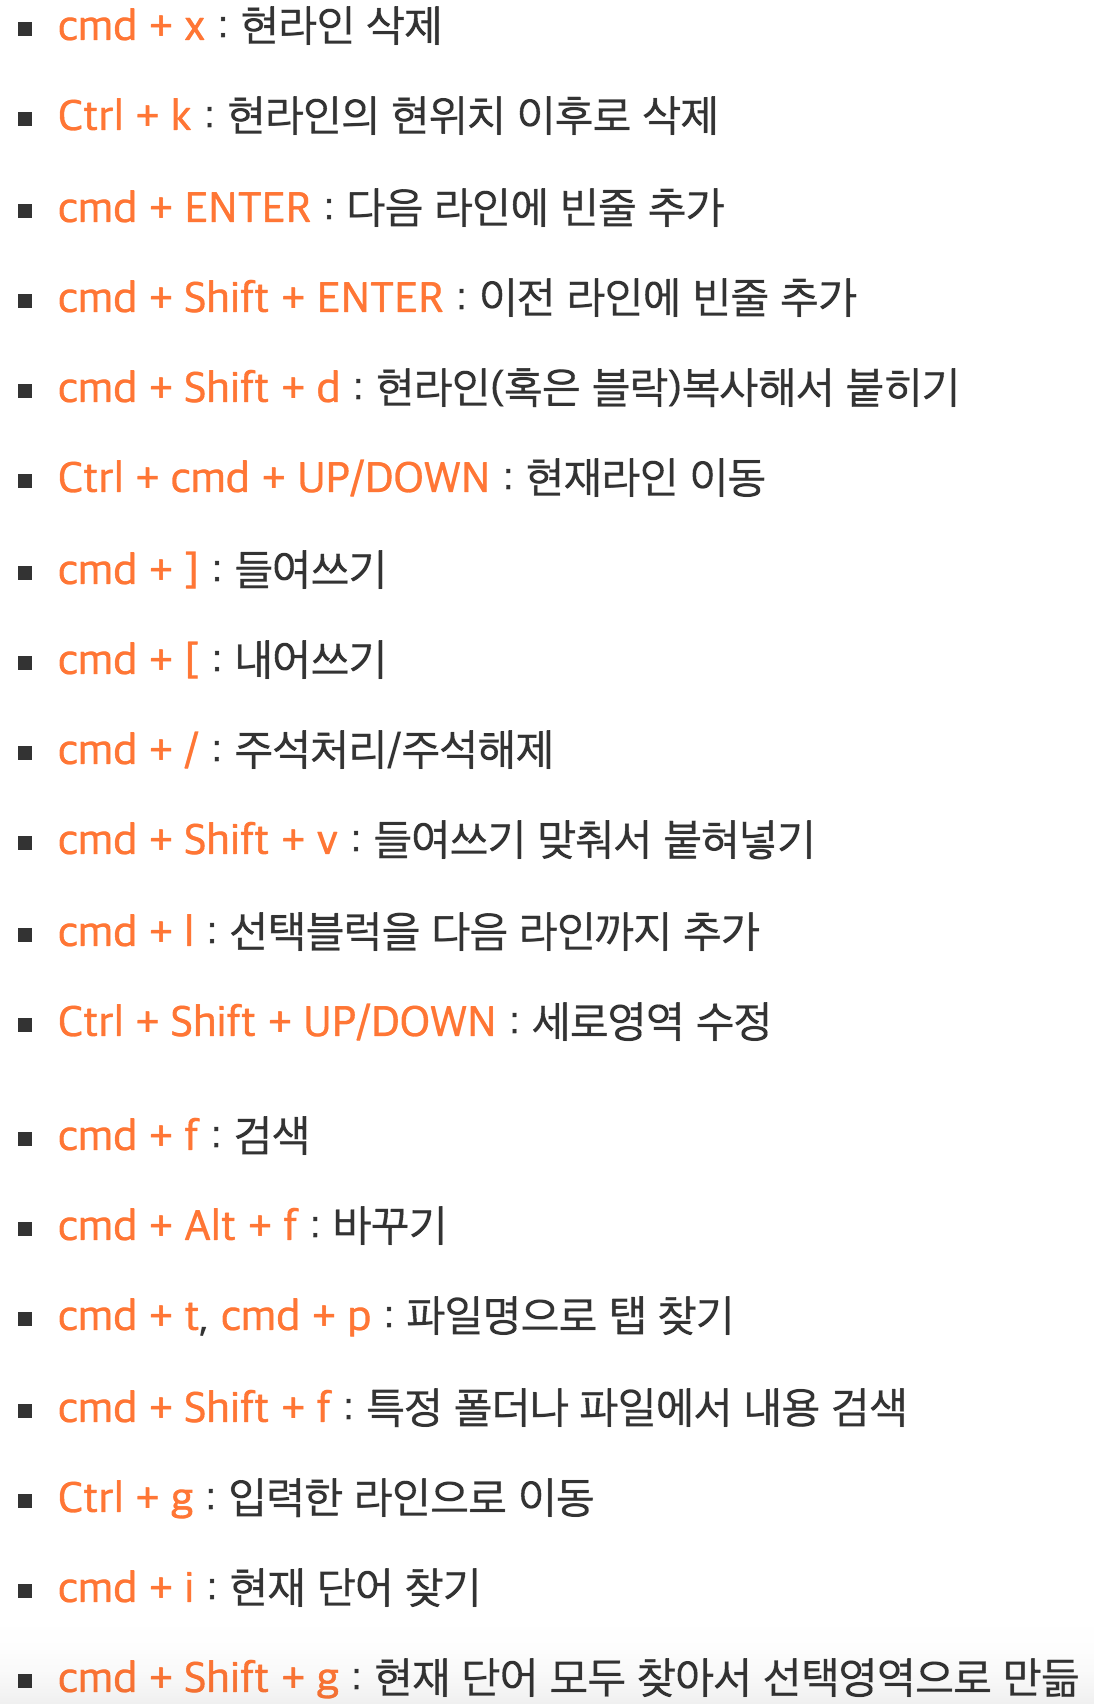 cmd + x : 현라인 삭제
Ctrl + k : 현라인의 현위치 이후로 삭제
cmd + ENTER : 다음 라인에 빈줄 추가
cmd + Shift + ENTER : 이전 라인에 빈줄 추가
cmd + Shift + d : 현라인(혹은 블락)복사해서 붙히기
Ctrl + cmd + UP/DOWN : 현재라인 이동
cmd + ] : 들여쓰기
cmd + [ : 내어쓰기
cmd + / : 주석처리/주석해제
cmd + Shift + v : 들여쓰기 맞춰서 붙혀넣기
cmd + l : 선택블럭을 다음 라인까지 추가
Ctrl + Shift + UP/DOWN : 세로영역 수정
cmd + f : 검색
cmd + Alt + f : 바꾸기
cmd + t, cmd + p : 파일명으로 탭 찾기
cmd + Shift + f : 특정 폴더나 파일에서 내용 검색
Ctrl + g : 입력한 라인으로 이동
cmd + i : 현재 단어 찾기
cmd + Shift + g : 현재 단어 모두 찾아서 선택영역으로 만듦